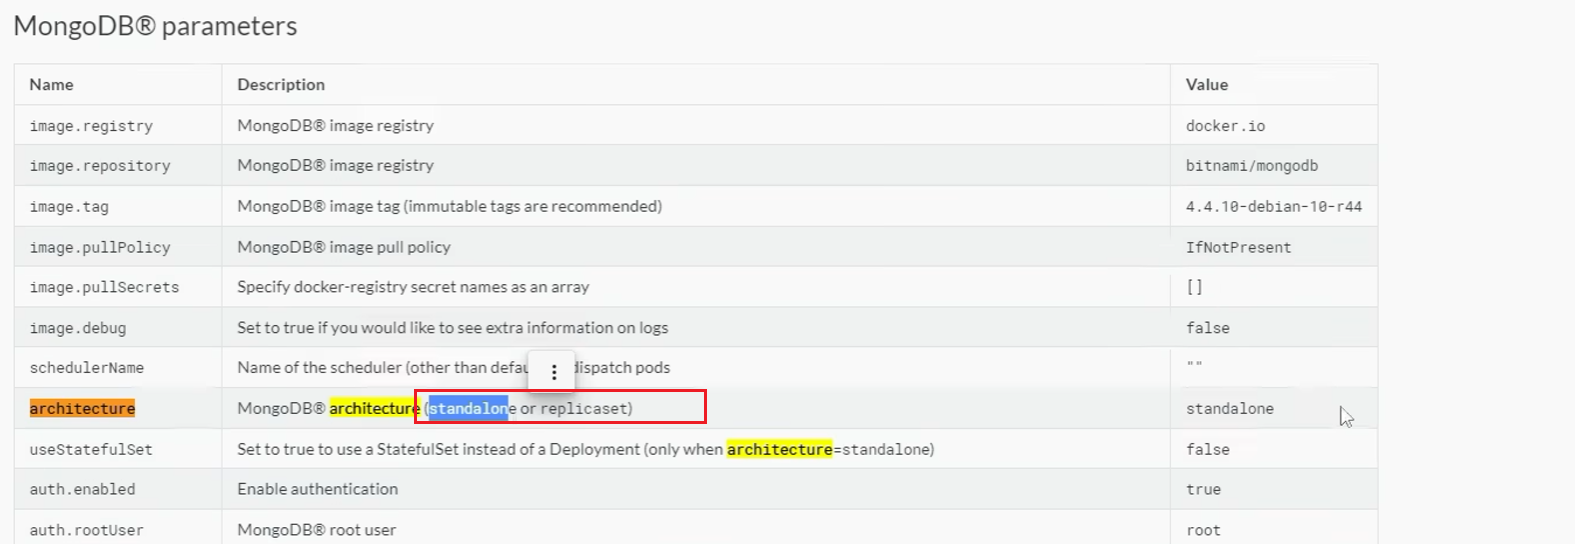 MongoDB® parameters
Name Description Value
image.registry MongoDB® image registry docker.io
image.repository MongoDB® image registry bitnami/mongodb
image.tag MongoDB® image tag (immutable tags are recommended) 4.4.10-debian-10-r44
image.pullPolicy MongoDB® image pull policy IfNotPresent
image.pullSecrets Specify docker-registry secret names as an array []
image.debug Set to true if you would like to see extra information on logs false
schedulerName Name of the scheduler (other than defau dispatch pods ""
architecture MongoDB® architecture (standalone or replicaset) standalone
useStatefulSet Set to true to use a StatefulSet instead of a Deployment (only when architecture=standalone) false
auth.enabled Enable authentication true
auth.rootUser MongoDB® root user root